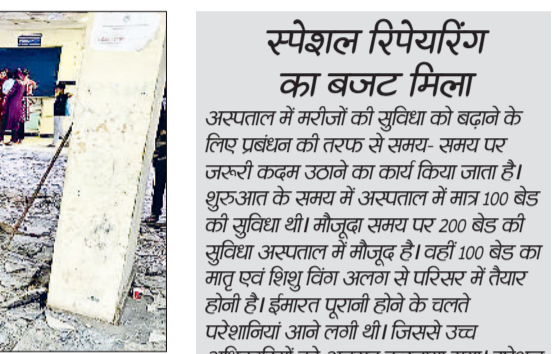 स्पेशल रिपेयरिंग
का बजट मिला
अस्पताल में मरीजों की सुविधा को बढ़ाने के
लिए प्रबंधन की तरफ से समय- समय पर
जरूरी कदम उठाने का कार्य किया जाता है।
शुरुआत के समय में अस्पताल में मात्र 100 बेड
की सुविधा थी। मौजूदा समय पर 200 बेड की
सुविधा अस्पताल में मौजूद है। वहीं 100 बेड का
मातृ एवं शिशु विंग अलग से परिसर में तैयार
होनी है। ईमारत पूरानी होने के चलते
परेशानियां आने लगी थी। जिससे उच्च